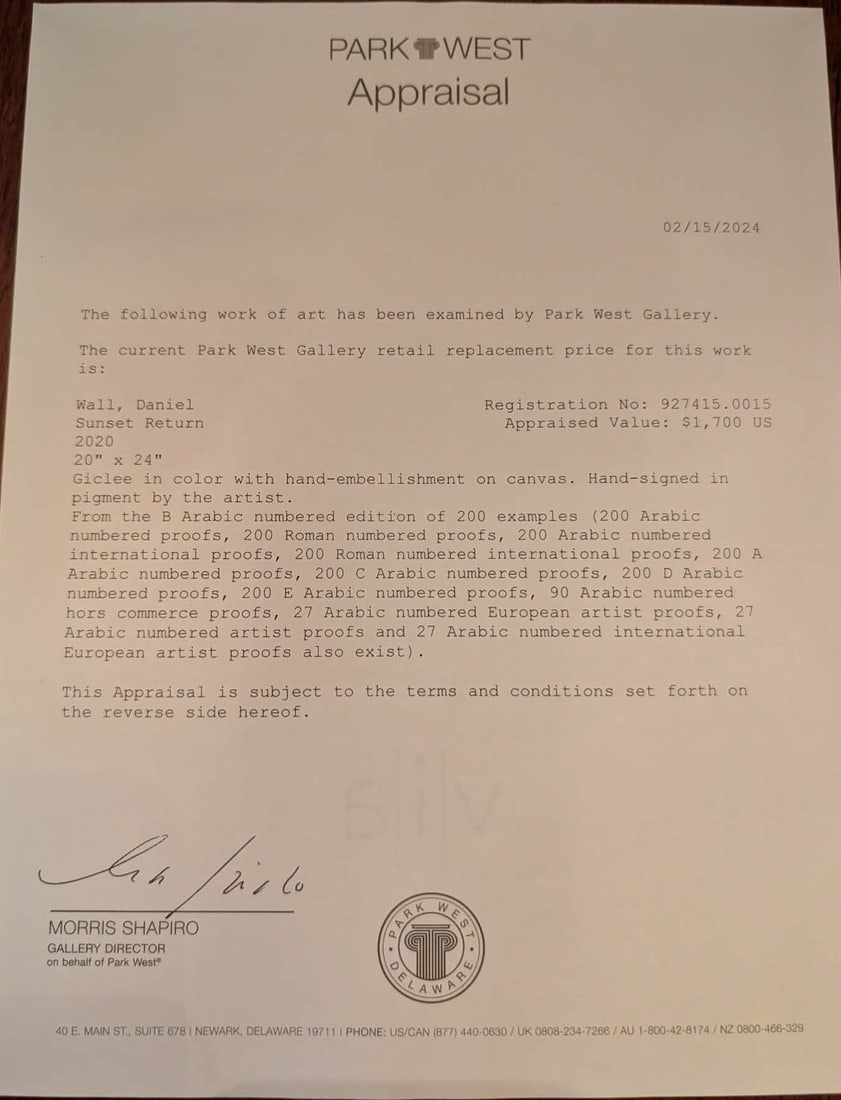 PARK WEST
Appraisal
02/15/2024
The following work of art has been examined by Park West Gallery.
The current Park West Gallery retail replacement price for this work
is:
Wall, Daniel Registration No: 927415.0015
Sunset Return Appraised Value: $1,700 US
2020
20" x 24"
Giclee in color with hand-embellishment on canvas. Hand-signed in
pigment by the artist.
From the B Arabic numbered edition of 200 examples (200 Arabic
numbered proofs, 200 Roman numbered proofs, 200 Arabic numbered
international proofs, 200 Roman numbered international proofs, 200 A
Arabic numbered proofs, 200 C Arabic numbered proofs, 200 D Arabic
numbered proofs, 200 E Arabic numbered proofs, 90 Arabic numbered
hors commerce proofs, 27 Arabic numbered European artist proofs, 27
Arabic numbered artist proofs and 27 Arabic numbered international
European artist proofs also exist).
This Appraisal is subject to the terms and conditions set forth on
the reverse side hereof.
MORRIS SHAPIRO
GALLERY DIRECTOR
on behalf of Park West®
PARK WEST
DELAWARE
40 E. MAIN ST., SUITE 678 | NEWARK, DELAWARE 19711 | PHONE: US/CAN (877) 440-0630 / UK 0808-234-7266 / AU 1-800-42-8174 / NZ 0800-466-329